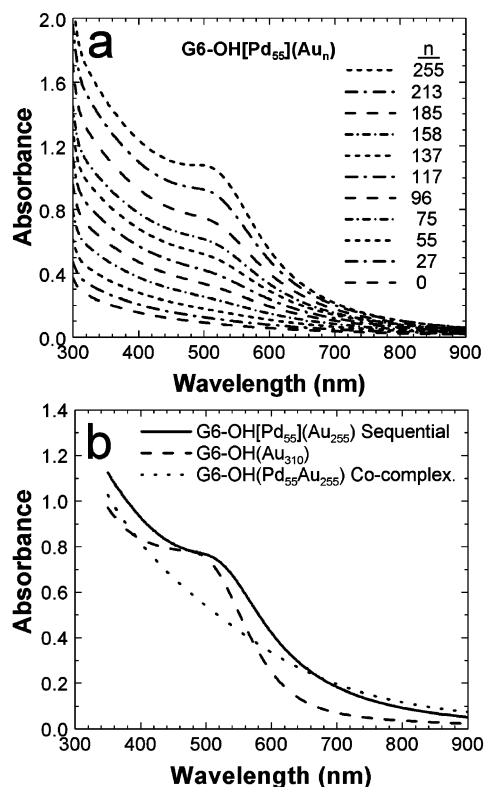 a
G6-OH[Pd55](Aun)
n
255
213
185
158
137
117
96
75
55
27
0
2.0
1.6
1.2
0.8
0.4
0.0
Absorbance
300 400 500 600 700 800 900
Wavelength (nm)
b
G6-OH[Pd55](Au255) Sequential
G6-OH(Au310)
G6-OH(Pd55Au255) Co-complex.
1.4
1.2
1.0
0.8
0.6
0.4
0.2
0.0
Absorbance
300 400 500 600 700 800 900
Wavelength (nm)